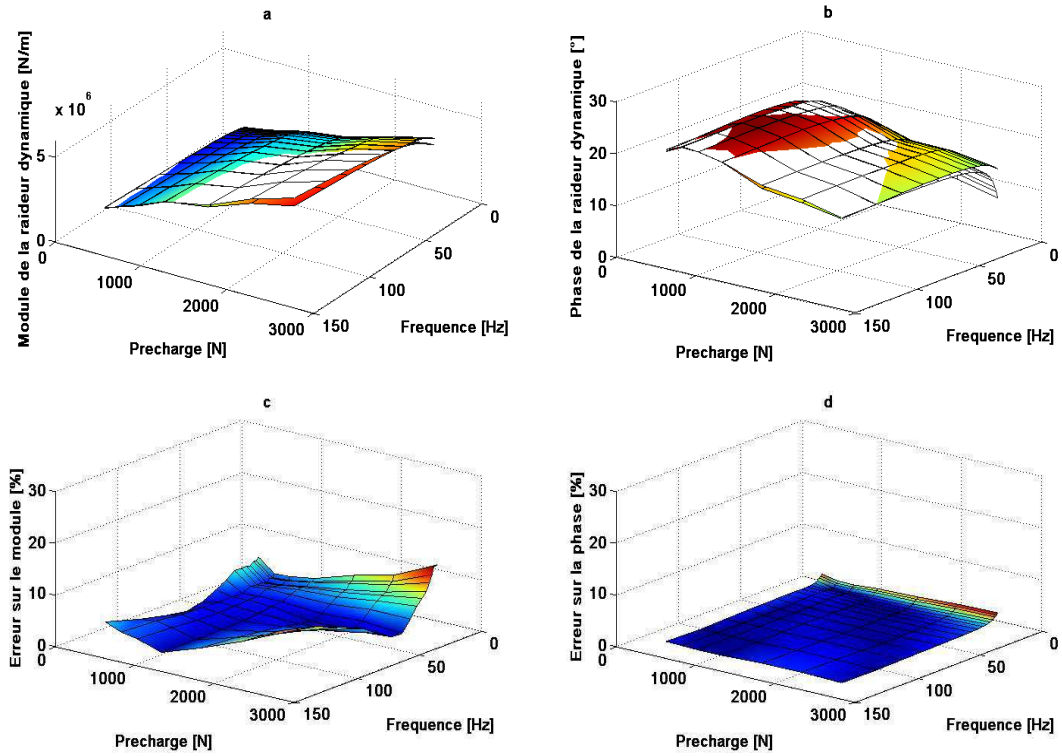 a
Module de la raideur dynamique [N/m]
x 10^6
5
0
0
1000
2000
3000
Precharge [N]
150
100
50
0
Frequence [Hz]
b
Phase de la raideur dynamique [°]
30
20
10
0
0
1000
2000
3000
Precharge [N]
150
100
50
0
Frequence [Hz]
c
Erreur sur le module [%]
30
20
10
0
0
1000
2000
3000
Precharge [N]
150
100
50
0
Frequence [Hz]
d
Erreur sur la phase [%]
30
20
10
0
0
1000
2000
3000
Precharge [N]
150
100
50
0
Frequence [Hz]